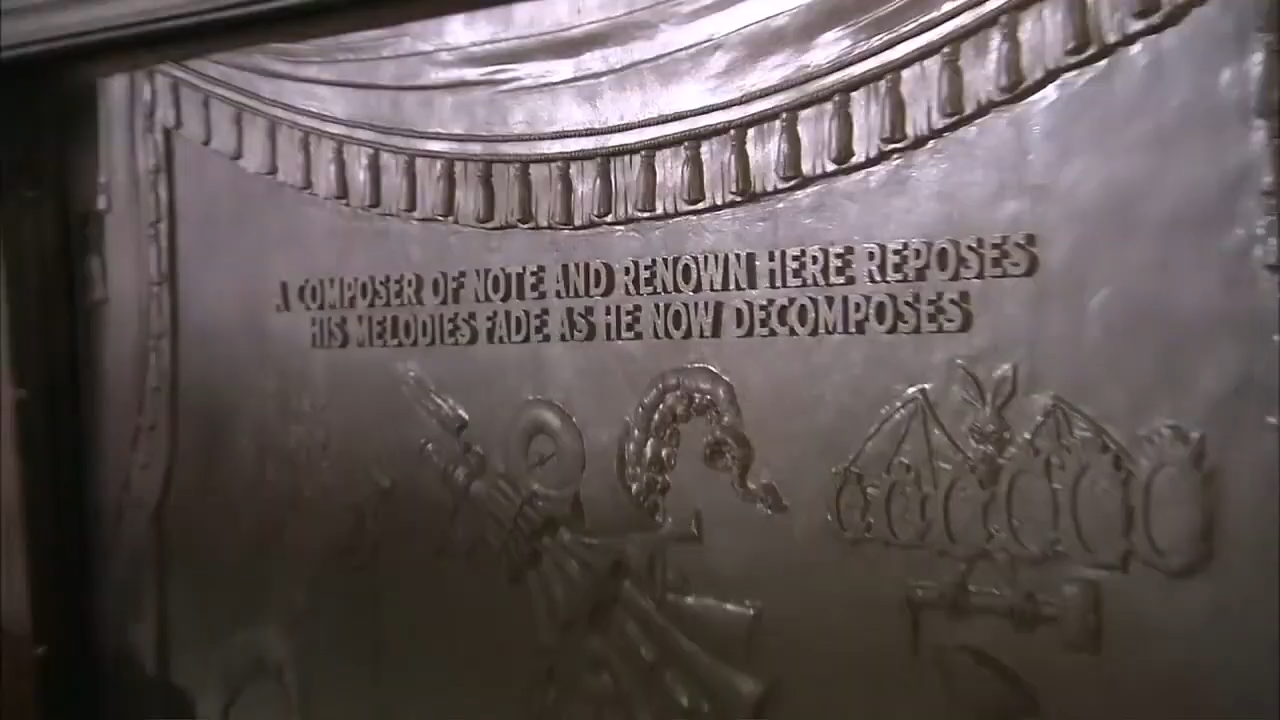 A COMPOSER OF NOTE AND RENOWN HERE REPOSES
HIS MELODIES FADE AS HE NOW DECOMPOSES